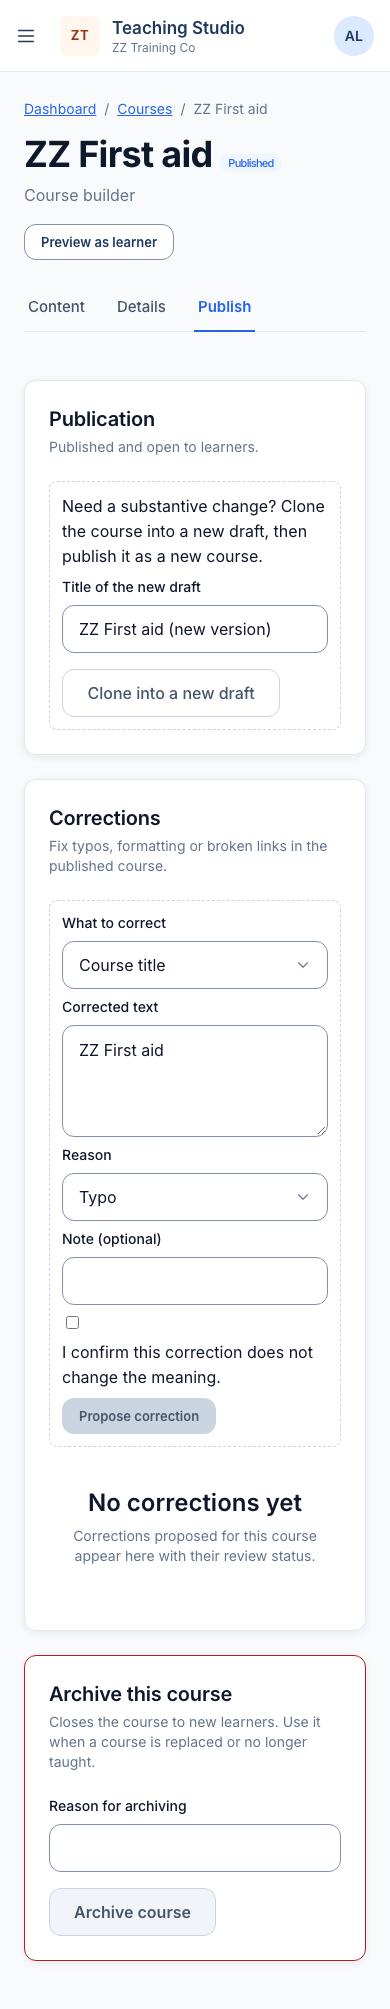 ZT
Teaching Studio
ZZ Training Co
AL
Dashboard / Courses / ZZ First aid
ZZ First aid Published
Course builder
Preview as learner
Content Details Publish
Publication
Published and open to learners.
Need a substantive change? Clone
the course into a new draft, then
publish it as a new course.
Title of the new draft
ZZ First aid (new version)
Clone into a new draft
Corrections
Fix typos, formatting or broken links in the
published course.
What to correct
Course title
Corrected text
ZZ First aid
Reason
Typo
Note (optional)
I confirm this correction does not
change the meaning.
Propose correction
No corrections yet
Corrections proposed for this course
appear here with their review status.
Archive this course
Closes the course to new learners. Use it
when a course is replaced or no longer
taught.
Reason for archiving
Archive course